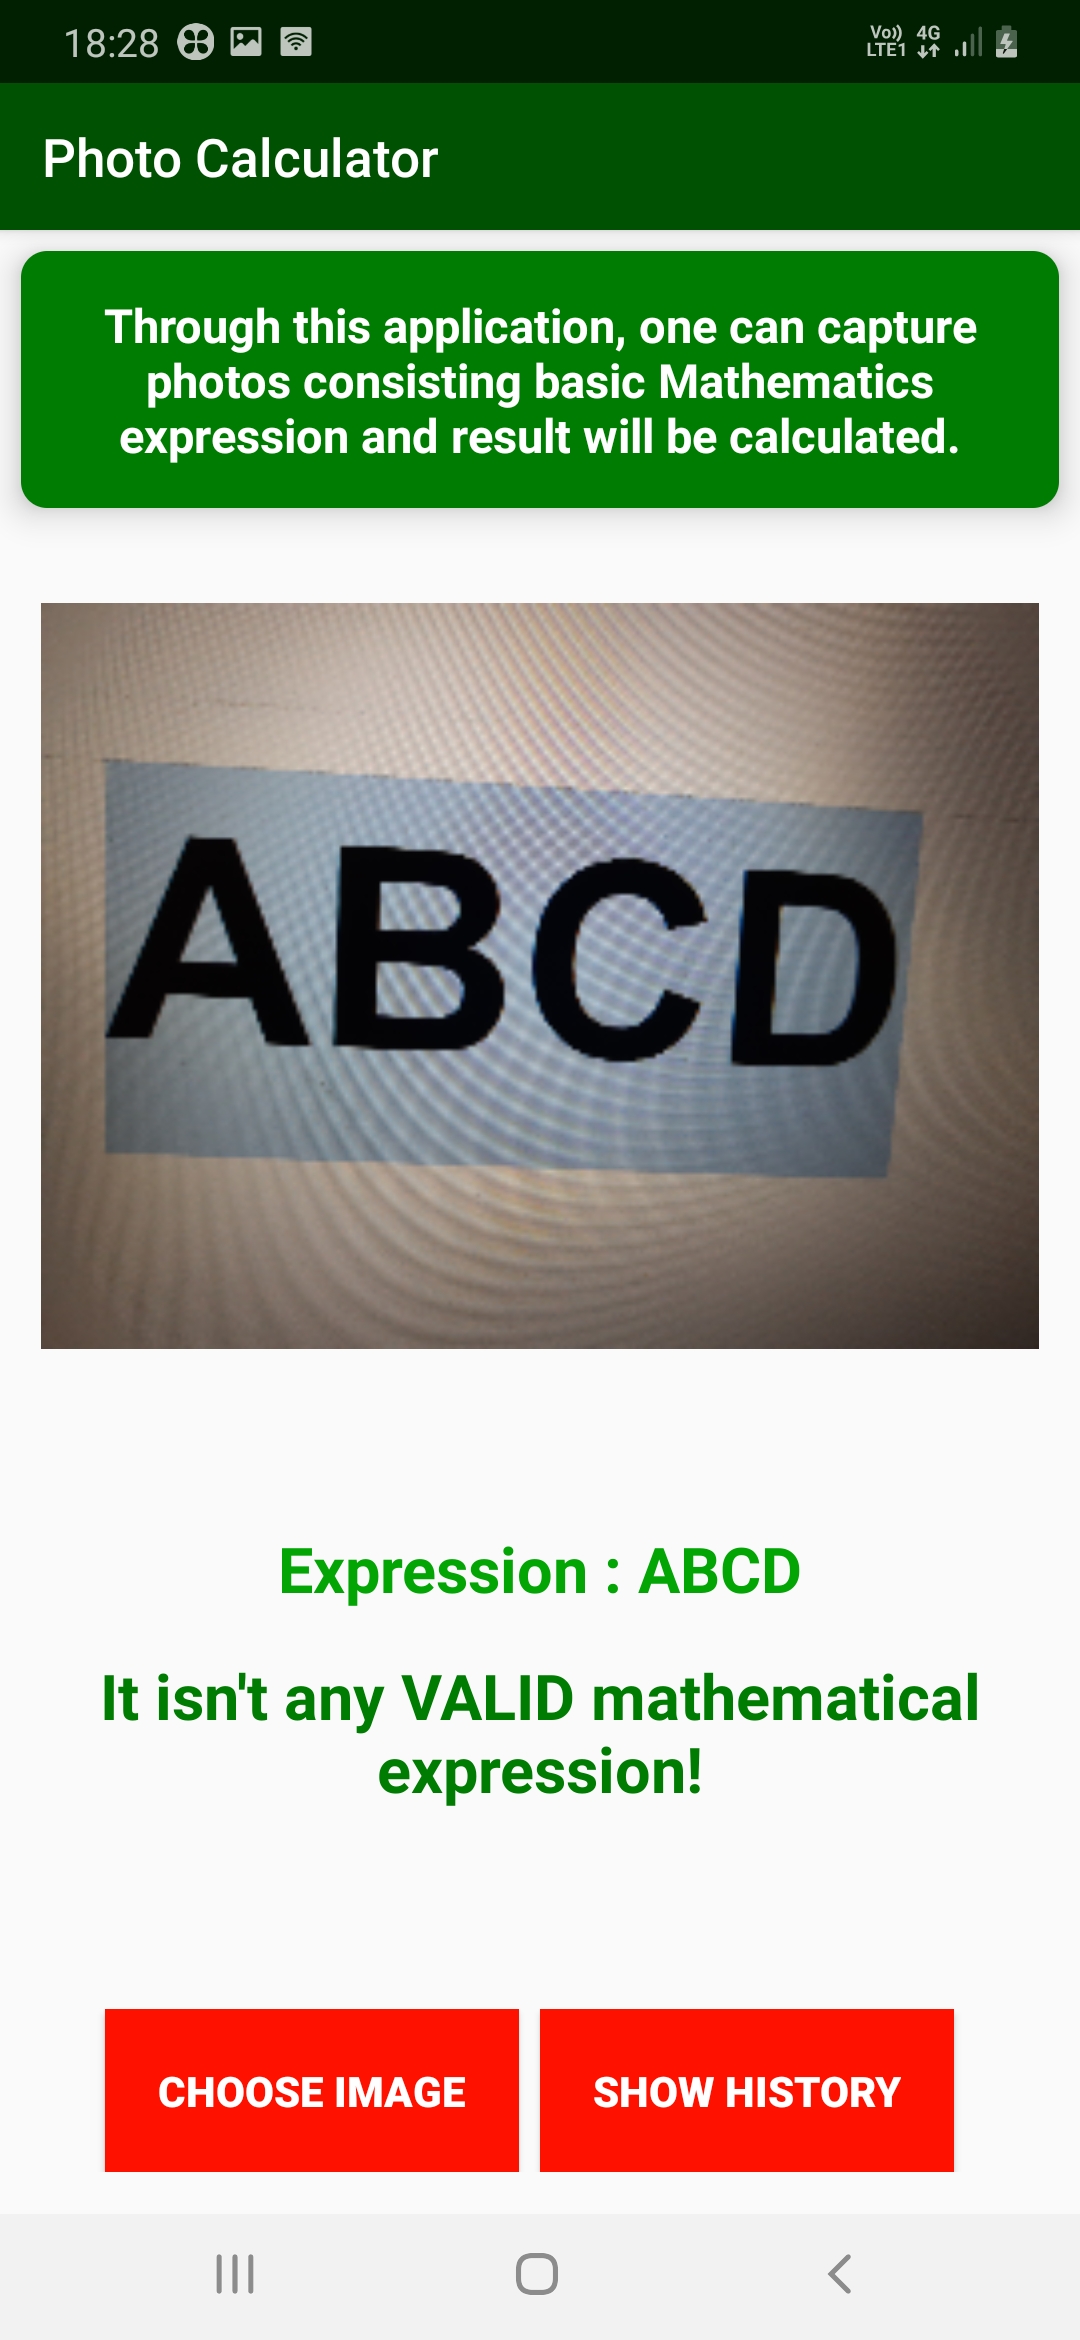 18:28
Vo)) 4G
LTE1
Photo Calculator
Through this application, one can capture
photos consisting basic Mathematics
expression and result will be calculated.
ABCD
Expression : ABCD
It isn't any VALID mathematical
expression!
CHOOSE IMAGE SHOW HISTORY